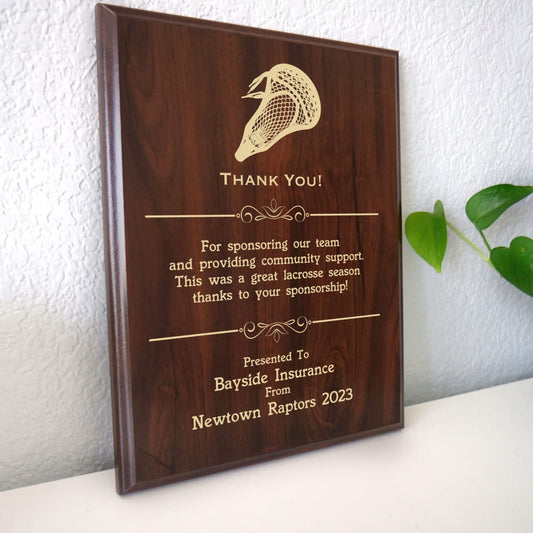 Thank You!
For sponsoring our team
and providing community support.
This was a great lacrosse season
thanks to your sponsorship!
Presented To
Bayside Insurance
From
Newtown Raptors 2023